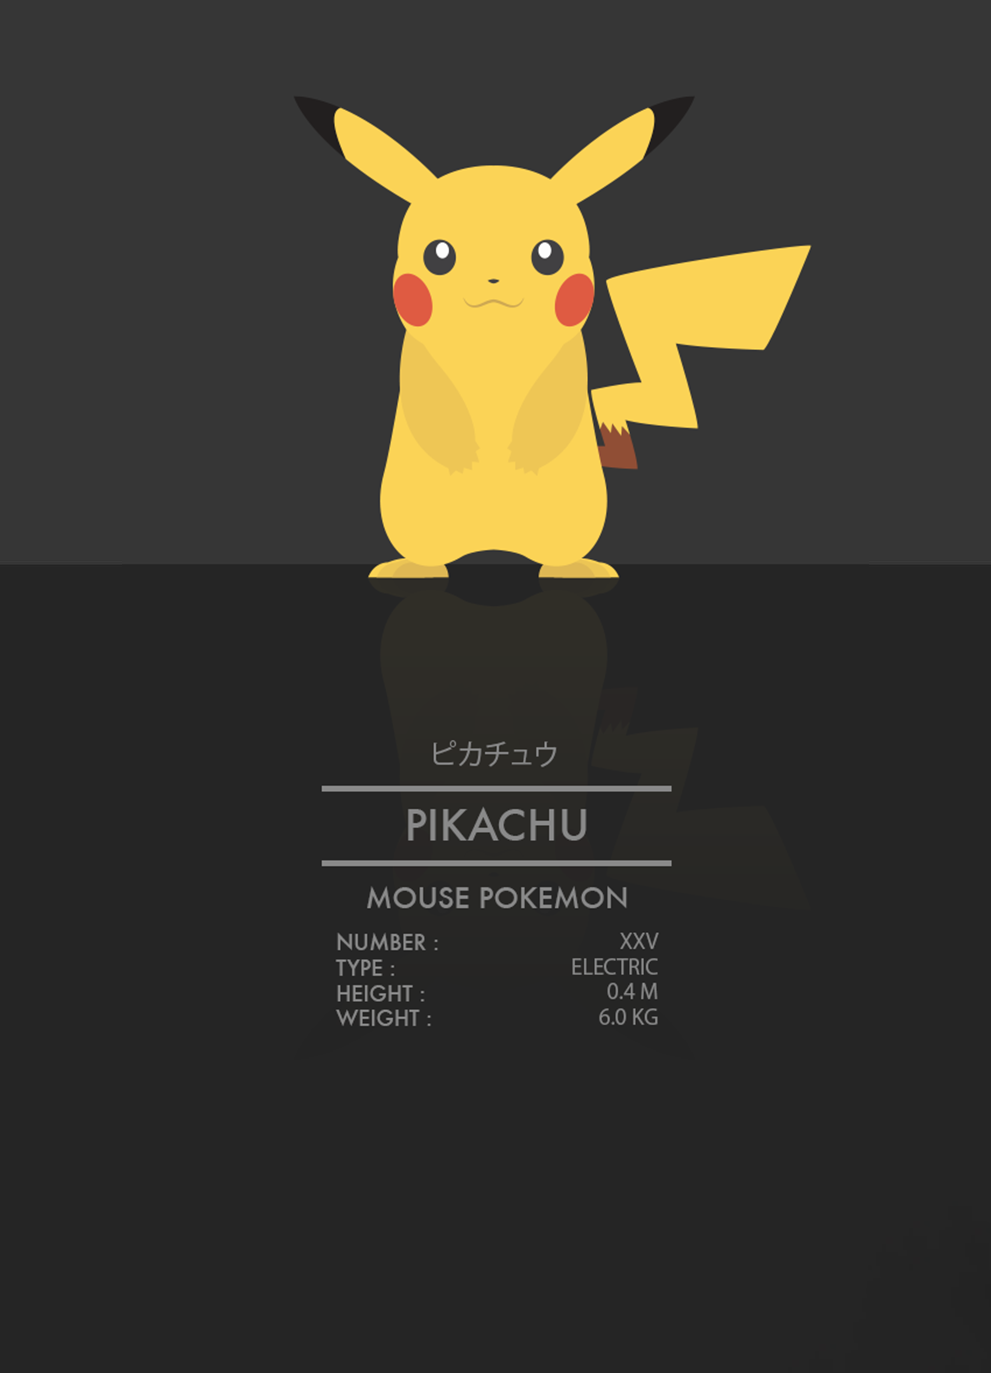 ピカチュウ
PIKACHU
MOUSE POKEMON
NUMBER : XXV
TYPE : ELECTRIC
HEIGHT : 0.4 M
WEIGHT : 6.0 KG